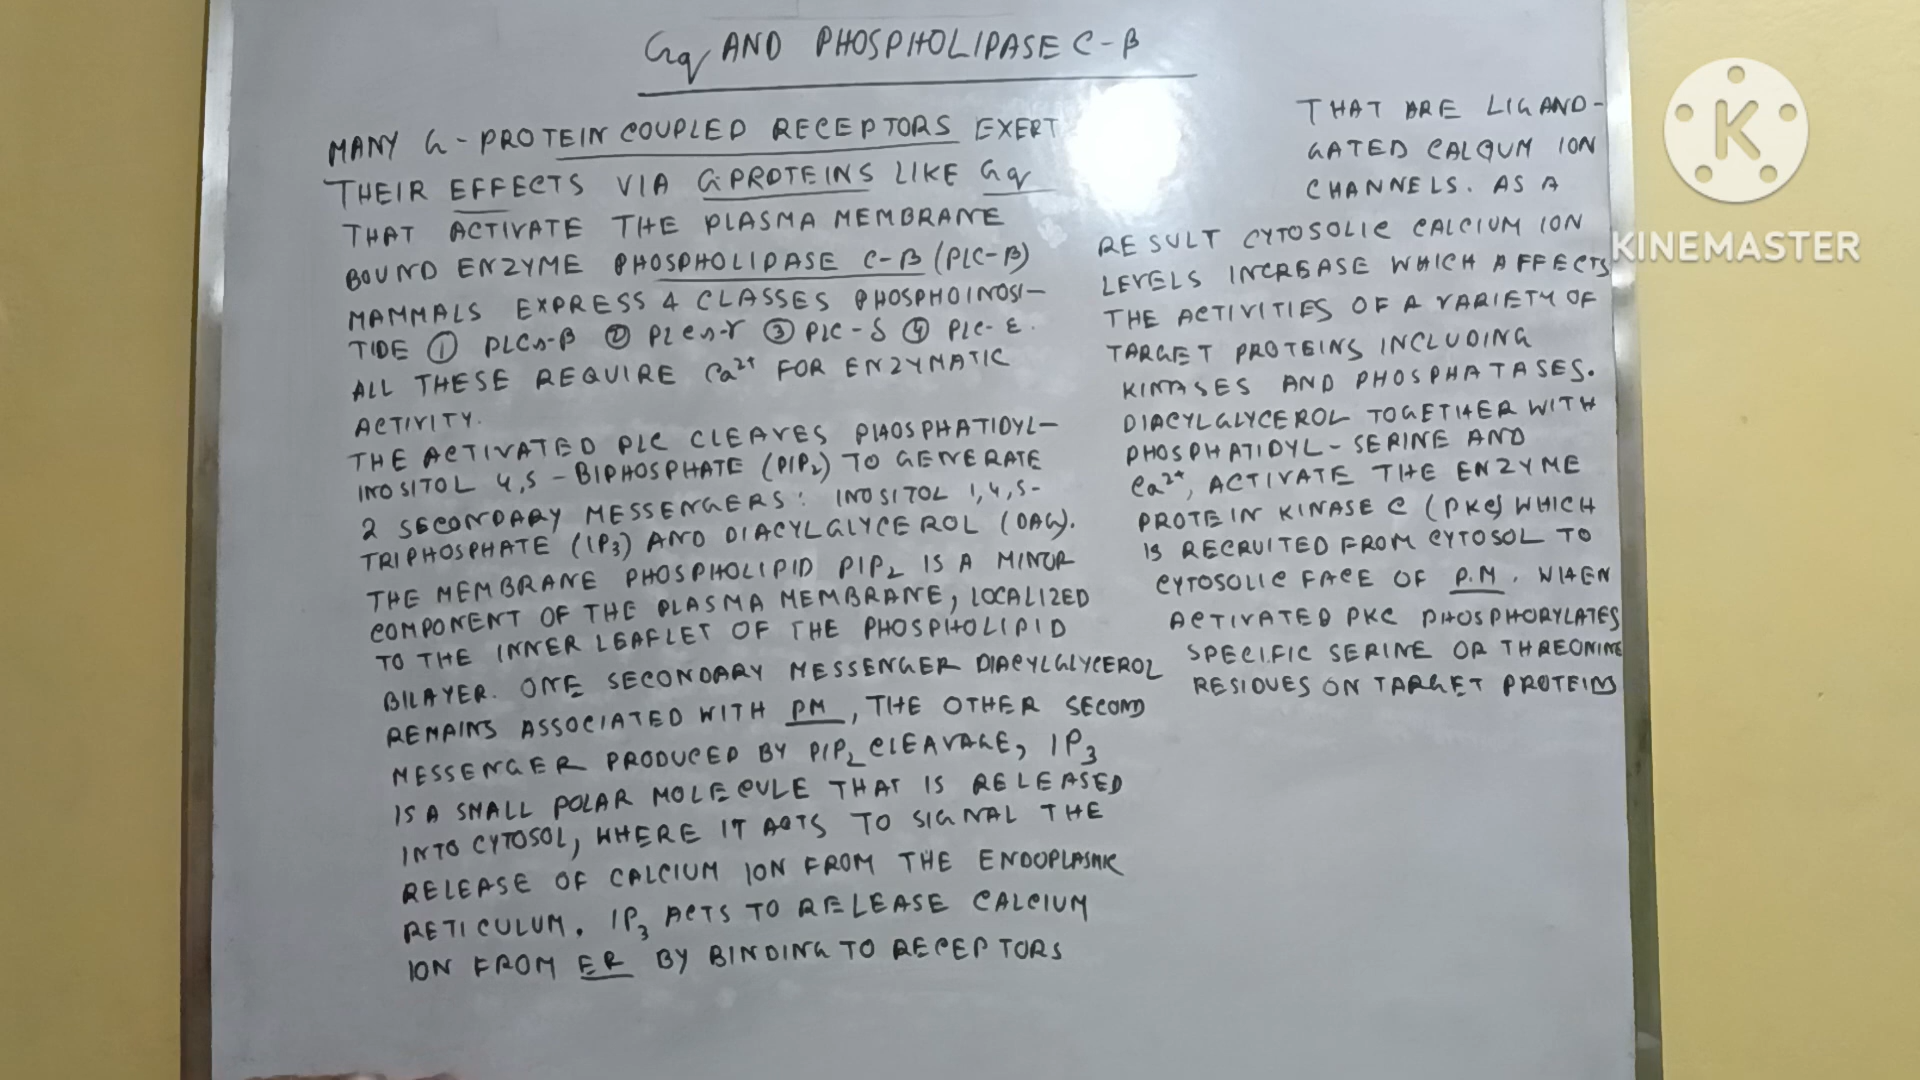 Gq AND PHOSPHOLIPASE C-β
MANY G-PROTEIN COUPLED RECEPTORS EXERT
THEIR EFFECTS VIA G PROTEINS LIKE Gq
THAT ACTIVATE THE PLASMA MEMBRANE
BOUND ENZYME PHOSPHOLIPASE C-β (PLC-β)
MAMMALS EXPRESS 4 CLASSES PHOSPHOINOSI-
TIDE ① PLCs-β ② PLCs-γ ③ PLC-δ ④ PLC-ε.
ALL THESE REQUIRE Ca²⁺ FOR ENZYMATIC
ACTIVITY.
THE ACTIVATED PLC CLEAVES PHOSPHATIDYL-
INOSITOL 4,5-BIPHOSPHATE (PIP₂) TO GENERATE
2 SECONDARY MESSENGERS: INOSITOL 1,4,5-
TRIPHOSPHATE (IP₃) AND DIACYLGLYCEROL (DAG).
THE MEMBRANE PHOSPHOLIPID PIP₂ IS A MINOR
COMPONENT OF THE PLASMA MEMBRANE, LOCALIZED
TO THE INNER LEAFLET OF THE PHOSPHOLIPID
BILAYER. ONE SECONDARY MESSENGER DIACYLGLYCEROL
REMAINS ASSOCIATED WITH PM, THE OTHER SECOND
MESSENGER PRODUCED BY PIP₂ CLEAVAGE, IP₃
IS A SMALL POLAR MOLECULE THAT IS RELEASED
INTO CYTOSOL, WHERE IT ACTS TO SIGNAL THE
RELEASE OF CALCIUM ION FROM THE ENDOPLASMIC
RETICULUM. IP₃ ACTS TO RELEASE CALCIUM
ION FROM ER BY BINDING TO RECEPTORS
THAT ARE LIGAND-
GATED CALCIUM ION
CHANNELS. AS A
RESULT CYTOSOLIC CALCIUM ION
LEVELS INCREASE WHICH AFFECTS
THE ACTIVITIES OF A VARIETY OF
TARGET PROTEINS INCLUDING
KINASES AND PHOSPHATASES.
DIACYLGLYCEROL TOGETHER WITH
PHOSPHATIDYL-SERINE AND
Ca²⁺, ACTIVATE THE ENZYME
PROTEIN KINASE C (PKC) WHICH
IS RECRUITED FROM CYTOSOL TO
CYTOSOLIC FACE OF P.M. WHEN
ACTIVATED PKC PHOSPHORYLATES
SPECIFIC SERINE OR THREONINE
RESIDUES ON TARGET PROTEINS
K
KINEMASTER